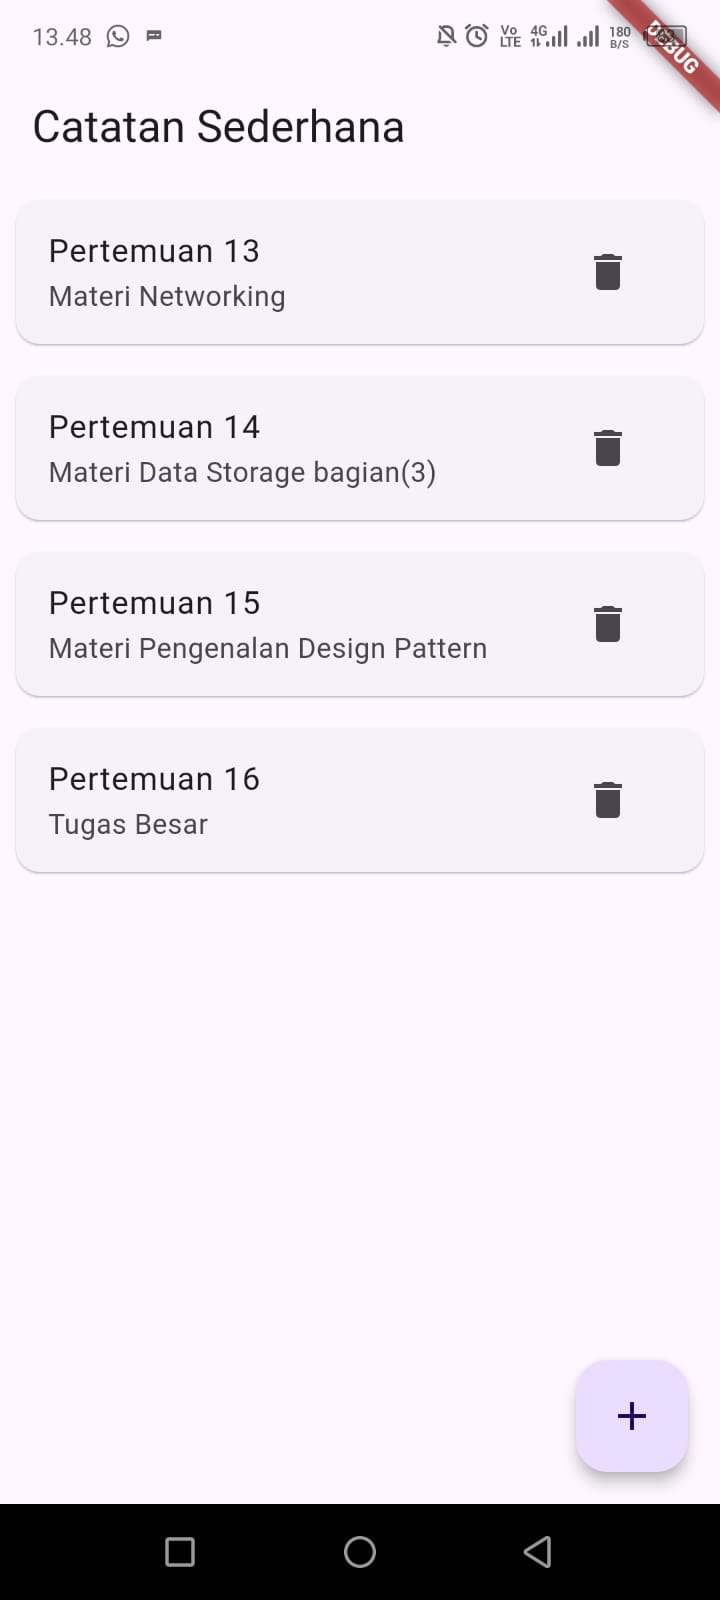 13.48
Vo
LTE
4G
180
B/S
DEBUG
Catatan Sederhana
Pertemuan 13
Materi Networking
Pertemuan 14
Materi Data Storage bagian(3)
Pertemuan 15
Materi Pengenalan Design Pattern
Pertemuan 16
Tugas Besar